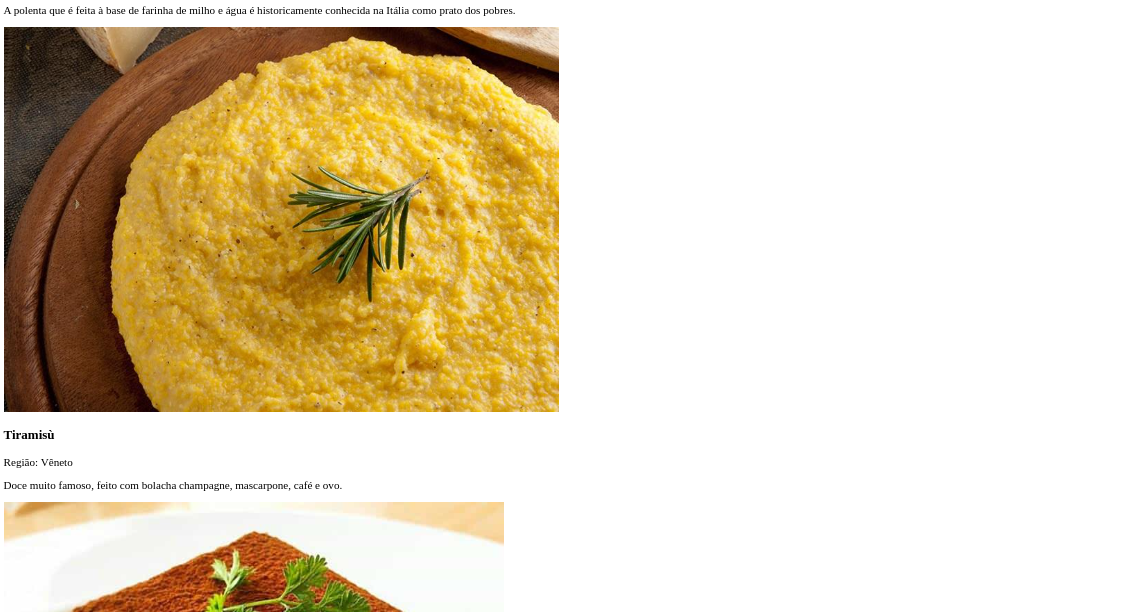 A polenta que é feita à base de farinha de milho e água é historicamente conhecida na Itália como prato dos pobres.
Tiramisù
Região: Vêneto
Doce muito famoso, feito com bolacha champagne, mascarpone, café e ovo.